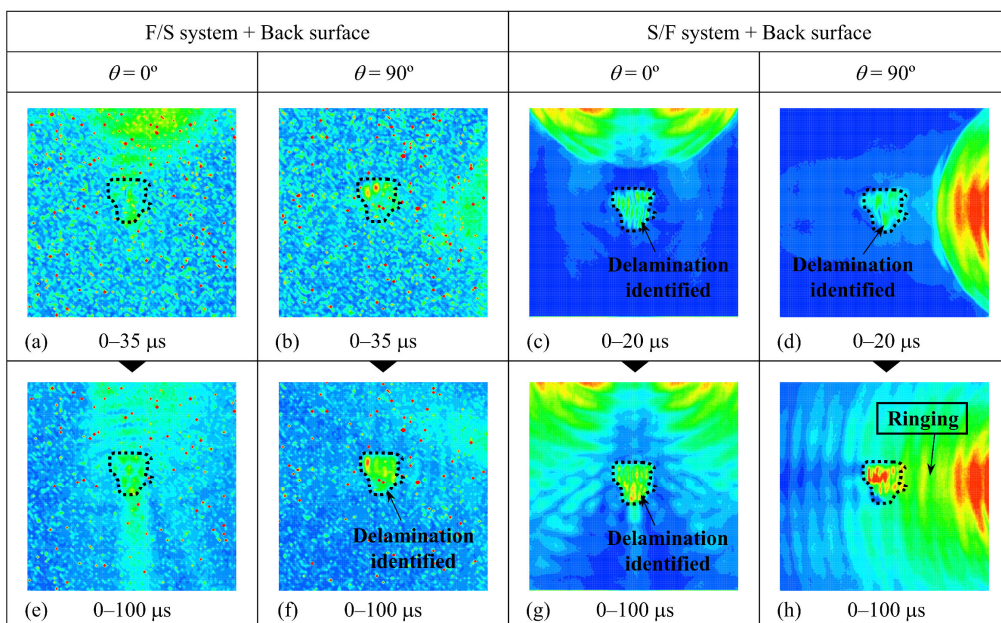 F/S system + Back surface
S/F system + Back surface
θ = 0º
θ = 90º
θ = 0º
θ = 90º
Delamination
identified
Delamination
identified
(a) 0–35 μs
(b) 0–35 μs
(c) 0–20 μs
(d) 0–20 μs
Ringing
Delamination
identified
Delamination
identified
(e) 0–100 μs
(f) 0–100 μs
(g) 0–100 μs
(h) 0–100 μs